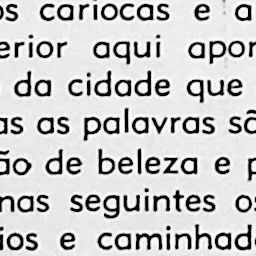 os cariocas e a
erior aqui apor
da cidade que
as as palavras sã
ão de beleza e p
nas seguintes os
ios e caminhad